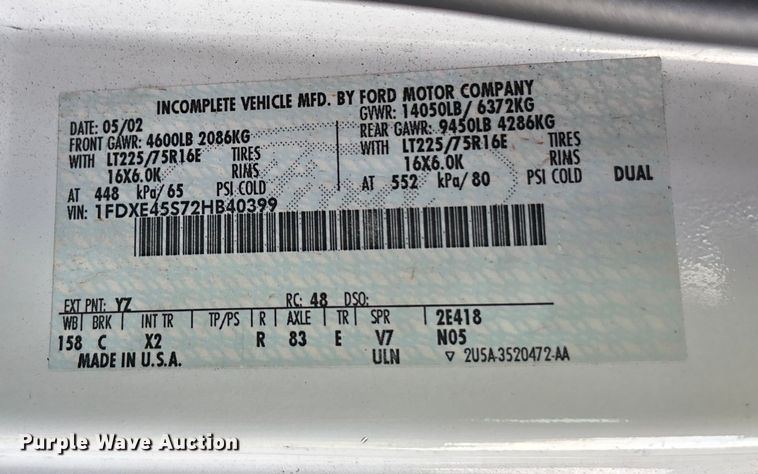 INCOMPLETE VEHICLE MFD. BY FORD MOTOR COMPANY
DATE: 05/02 GVWR: 14050LB/ 6372KG
FRONT GAWR: 4600LB 2086KG REAR GAWR: 9450LB 4286KG
WITH LT225/75R16E TIRES WITH LT225/75R16E TIRES
16X6.0K RIMS 16X6.0K RIMS
AT 448 kPa/ 65 PSI COLD AT 552 kPa/ 80 PSI COLD DUAL
VIN: 1FDXE45S72HB40399
EXT PNT: YZ RC: 48 DSO:
WB BRK INT TR TP/PS R AXLE TR SPR 2E418
158 C X2 R 83 E V7 N05
MADE IN U.S.A. ULN ▽ 2USA-3520472-AA
Purple Wave Auction